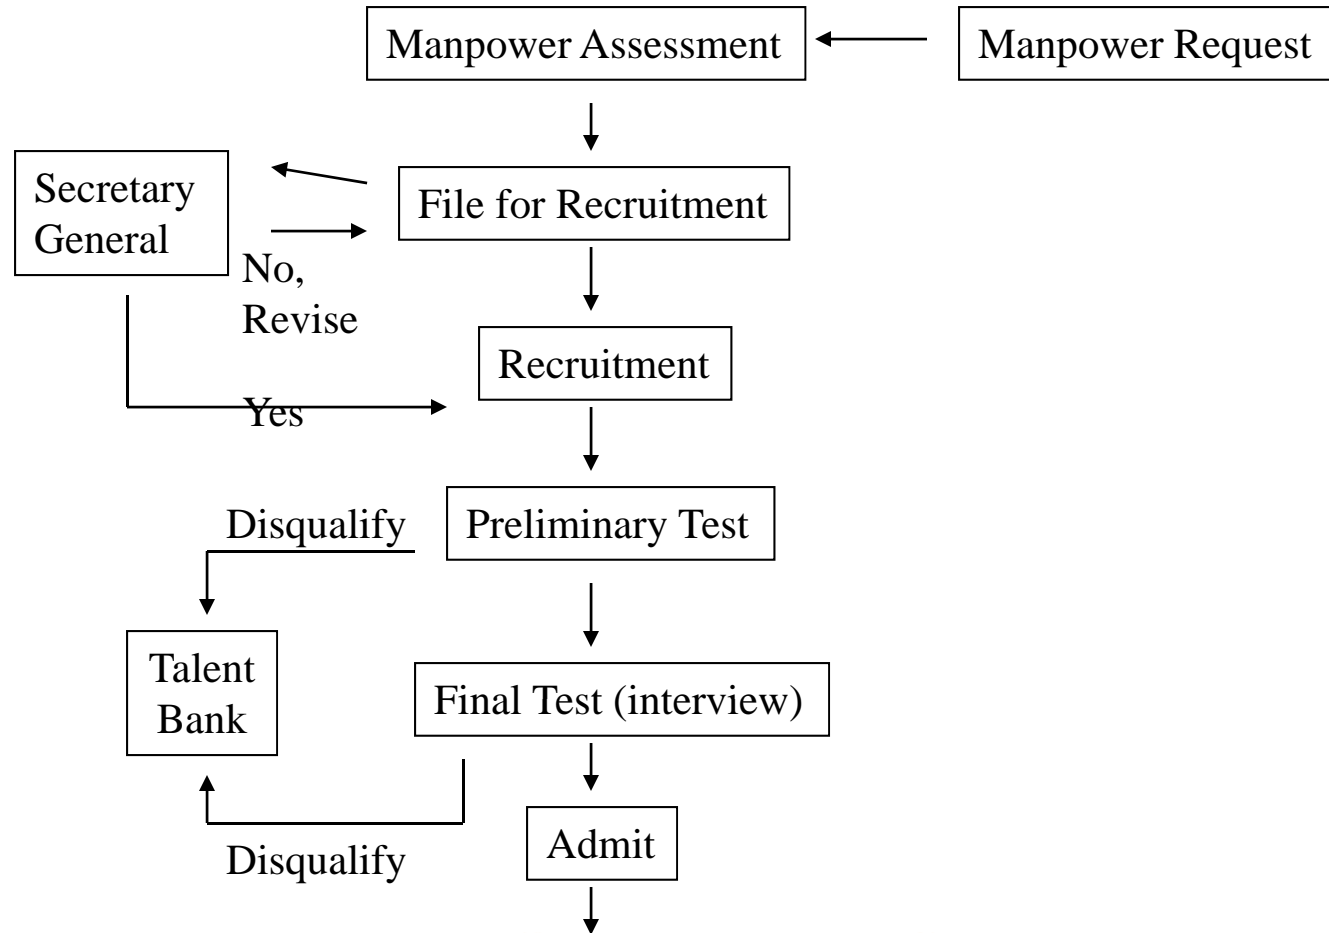 Manpower Assessment
Manpower Request
Secretary
General
File for Recruitment
No,
Revise
Recruitment
Yes
Disqualify
Preliminary Test
Talent
Bank
Final Test (interview)
Admit
Disqualify